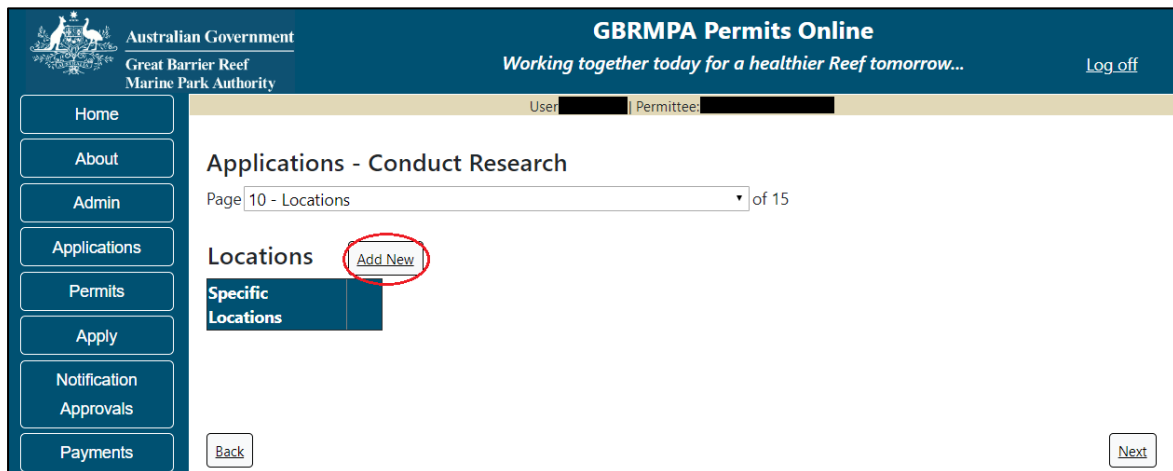 Australian Government
Great Barrier Reef
Marine Park Authority
GBRMPA Permits Online
Working together today for a healthier Reef tomorrow...
Log off
User | Permittee:
Home
About
Admin
Applications
Permits
Apply
Notification
Approvals
Payments
Applications - Conduct Research
Page 10 - Locations of 15
Locations Add New
Specific
Locations
Back
Next